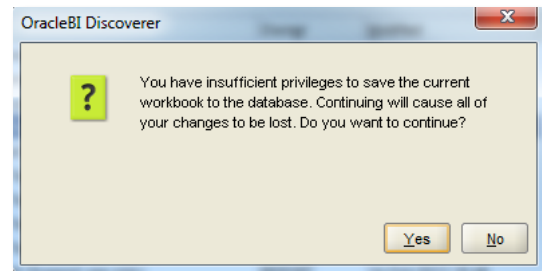 OracleBI Discoverer
You have insufficient privileges to save the current
workbook to the database. Continuing will cause all of
your changes to be lost. Do you want to continue?
Yes
No